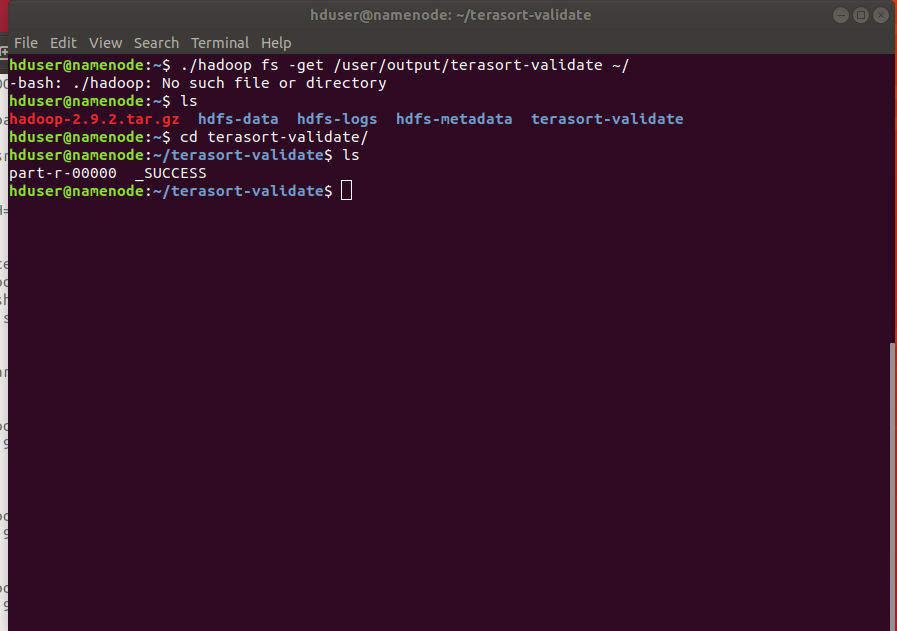 hduser@namenode: ~/terasort-validate
File Edit View Search Terminal Help
hduser@namenode:~$ ./hadoop fs -get /user/output/terasort-validate ~/
-bash: ./hadoop: No such file or directory
hduser@namenode:~$ ls
hadoop-2.9.2.tar.gz hdfs-data hdfs-logs hdfs-metadata terasort-validate
hduser@namenode:~$ cd terasort-validate/
hduser@namenode:~/terasort-validate$ ls
part-r-00000 _SUCCESS
hduser@namenode:~/terasort-validate$